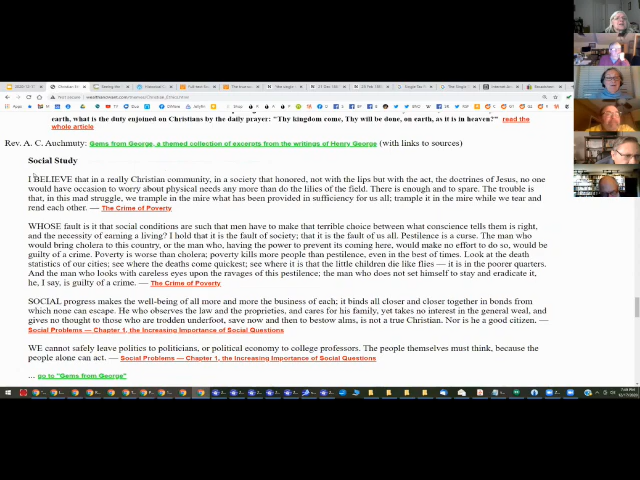 earth, what is the duty enjoined on Christians by the daily prayer: "Thy kingdom come, Thy will be done, on earth, as it is in heaven?" read the
whole article
Rev. A. C. Auchmuty: Gems from George, a themed collection of excerpts from the writings of Henry George (with links to sources)
Social Study
I BELIEVE that in a really Christian community, in a society that honored, not with the lips but with the act, the doctrines of Jesus, no one
would have occasion to worry about physical needs any more than do the lilies of the field. There is enough and to spare. The trouble is
that, in this mad struggle, we trample in the mire what has been provided in sufficiency for us all; trample it in the mire while we tear and
rend each other. — The Crime of Poverty
WHOSE fault is it that social conditions are such that men have to make that terrible choice between what conscience tells them is right,
and the necessity of earning a living? I hold that it is the fault of society; that it is the fault of us all. Pestilence is a curse. The man who
would bring cholera to this country, or the man who, having the power to prevent its coming here, would make no effort to do so, would be
guilty of a crime. Poverty is worse than cholera; poverty kills more people than pestilence, even in the best of times. Look at the death
statistics of our cities; see where the deaths come quickest; see where it is that the little children die like flies — it is in the poorer quarters.
And the man who looks with careless eyes upon the ravages of this pestilence; the man who does not set himself to stay and eradicate it,
he, I say, is guilty of a crime. — The Crime of Poverty
SOCIAL progress makes the well-being of all more and more the business of each; it binds all closer and closer together in bonds from
which none can escape. He who observes the law and the proprieties, and cares for his family, yet takes no interest in the general weal, and
gives no thought to those who are trodden underfoot, save now and then to bestow alms, is not a true Christian. Nor is he a good citizen. —
Social Problems — Chapter 1, the Increasing Importance of Social Questions
WE cannot safely leave politics to politicians, or political economy to college professors. The people themselves must think, because the
people alone can act. — Social Problems — Chapter 1, the Increasing Importance of Social Questions
... go to "Gems from George"